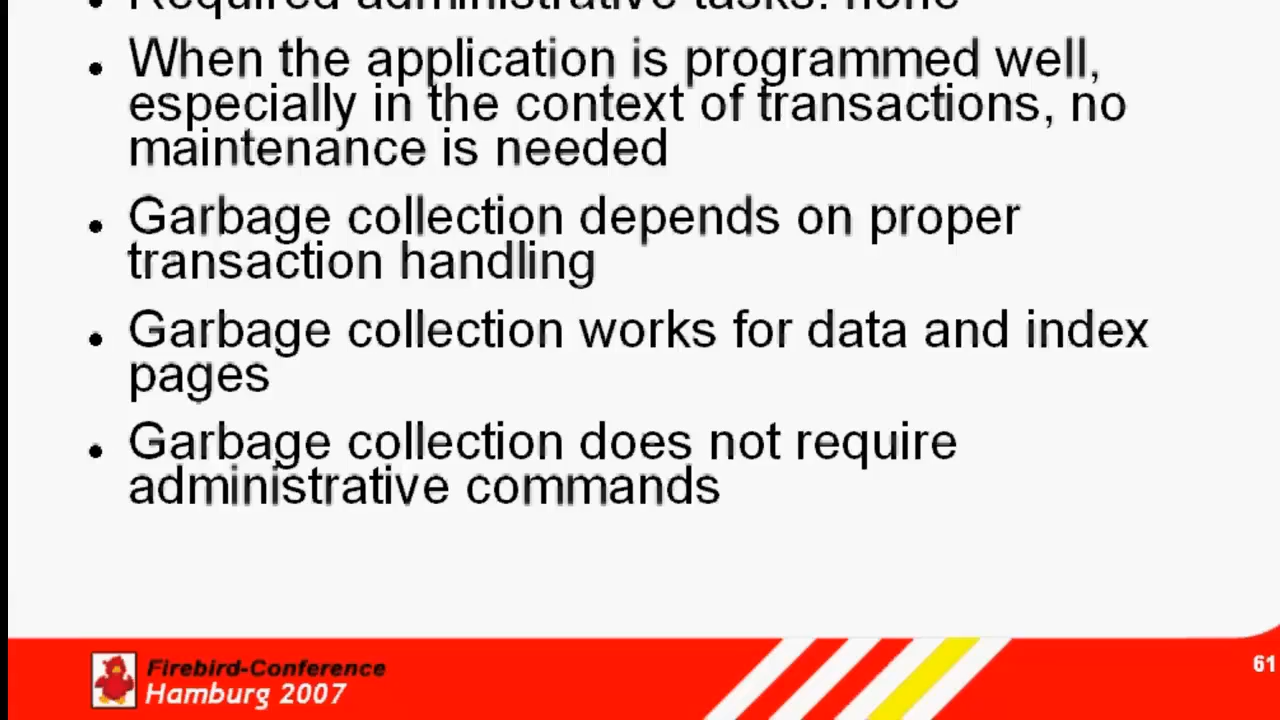 • Required administrative tasks: none
• When the application is programmed well,
especially in the context of transactions, no
maintenance is needed
• Garbage collection depends on proper
transaction handling
• Garbage collection works for data and index
pages
• Garbage collection does not require
administrative commands
Firebird-Conference
Hamburg 2007
61